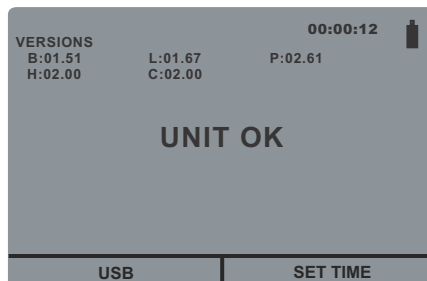 00:00:12
VERSIONS
B:01.51 L:01.67 P:02.61
H:02.00 C:02.00
UNIT OK
USB SET TIME